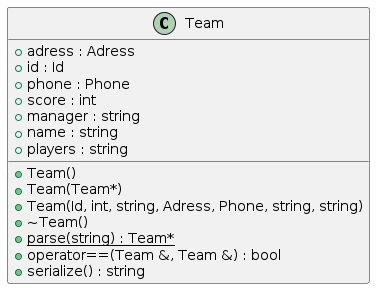 C Team
adress : Adress
id : Id
phone : Phone
score : int
manager : string
name : string
players : string
Team()
Team(Team*)
Team(Id, int, string, Adress, Phone, string, string)
~Team()
parse(string) : Team*
operator==(Team &, Team &) : bool
serialize() : string